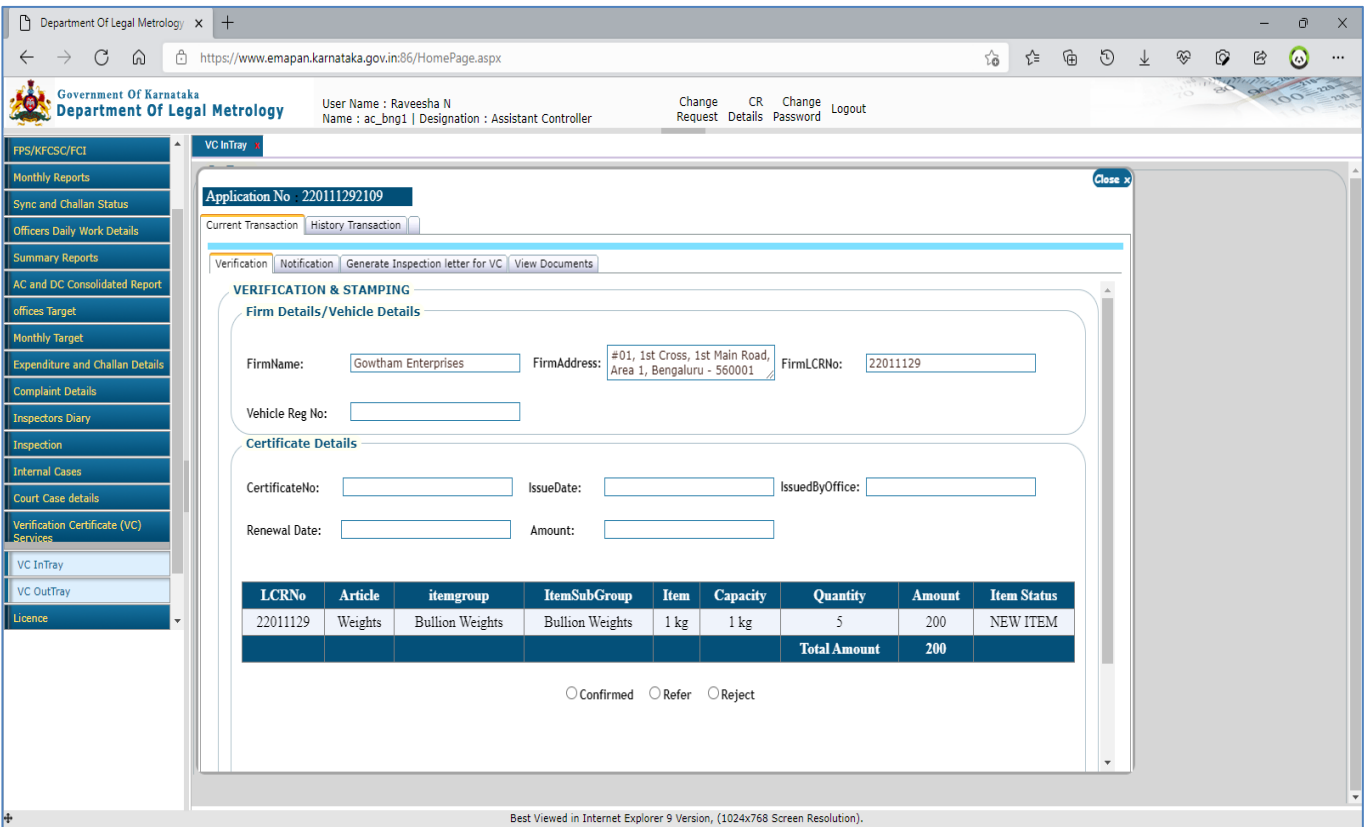 Department Of Legal Metrology
https://www.emapan.karnataka.gov.in:86/HomePage.aspx
Government Of Karnataka
Department Of Legal Metrology
User Name : Raveesha N
Name : ac_bng1 | Designation : Assistant Controller
Change Request
CR Details
Change Password
Logout
FPS/KFCSC/FCI
Monthly Reports
Sync and Challan Status
Officers Daily Work Details
Summary Reports
AC and DC Consolidated Report
offices Target
Monthly Target
Expenditure and Challan Details
Complaint Details
Inspectors Diary
Inspection
Internal Cases
Court Case details
Verification Certificate (VC)
Services
VC InTray
VC OutTray
Licence
VC InTray x
Close x
Application No : 220111292109
Current Transaction History Transaction
Verification Notification Generate Inspection letter for VC View Documents
VERIFICATION & STAMPING
Firm Details/Vehicle Details
FirmName: Gowtham Enterprises
FirmAddress: #01, 1st Cross, 1st Main Road,
Area 1, Bengaluru - 560001
FirmLCRNo: 22011129
Vehicle Reg No:
Certificate Details
CertificateNo: IssueDate: IssuedByOffice:
Renewal Date: Amount:
LCRNo Article itemgroup ItemSubGroup Item Capacity Quantity Amount Item Status
22011129 Weights Bullion Weights Bullion Weights 1 kg 1 kg 5 200 NEW ITEM
Total Amount 200
Confirmed Refer Reject
Best Viewed in Internet Explorer 9 Version, (1024x768 Screen Resolution).